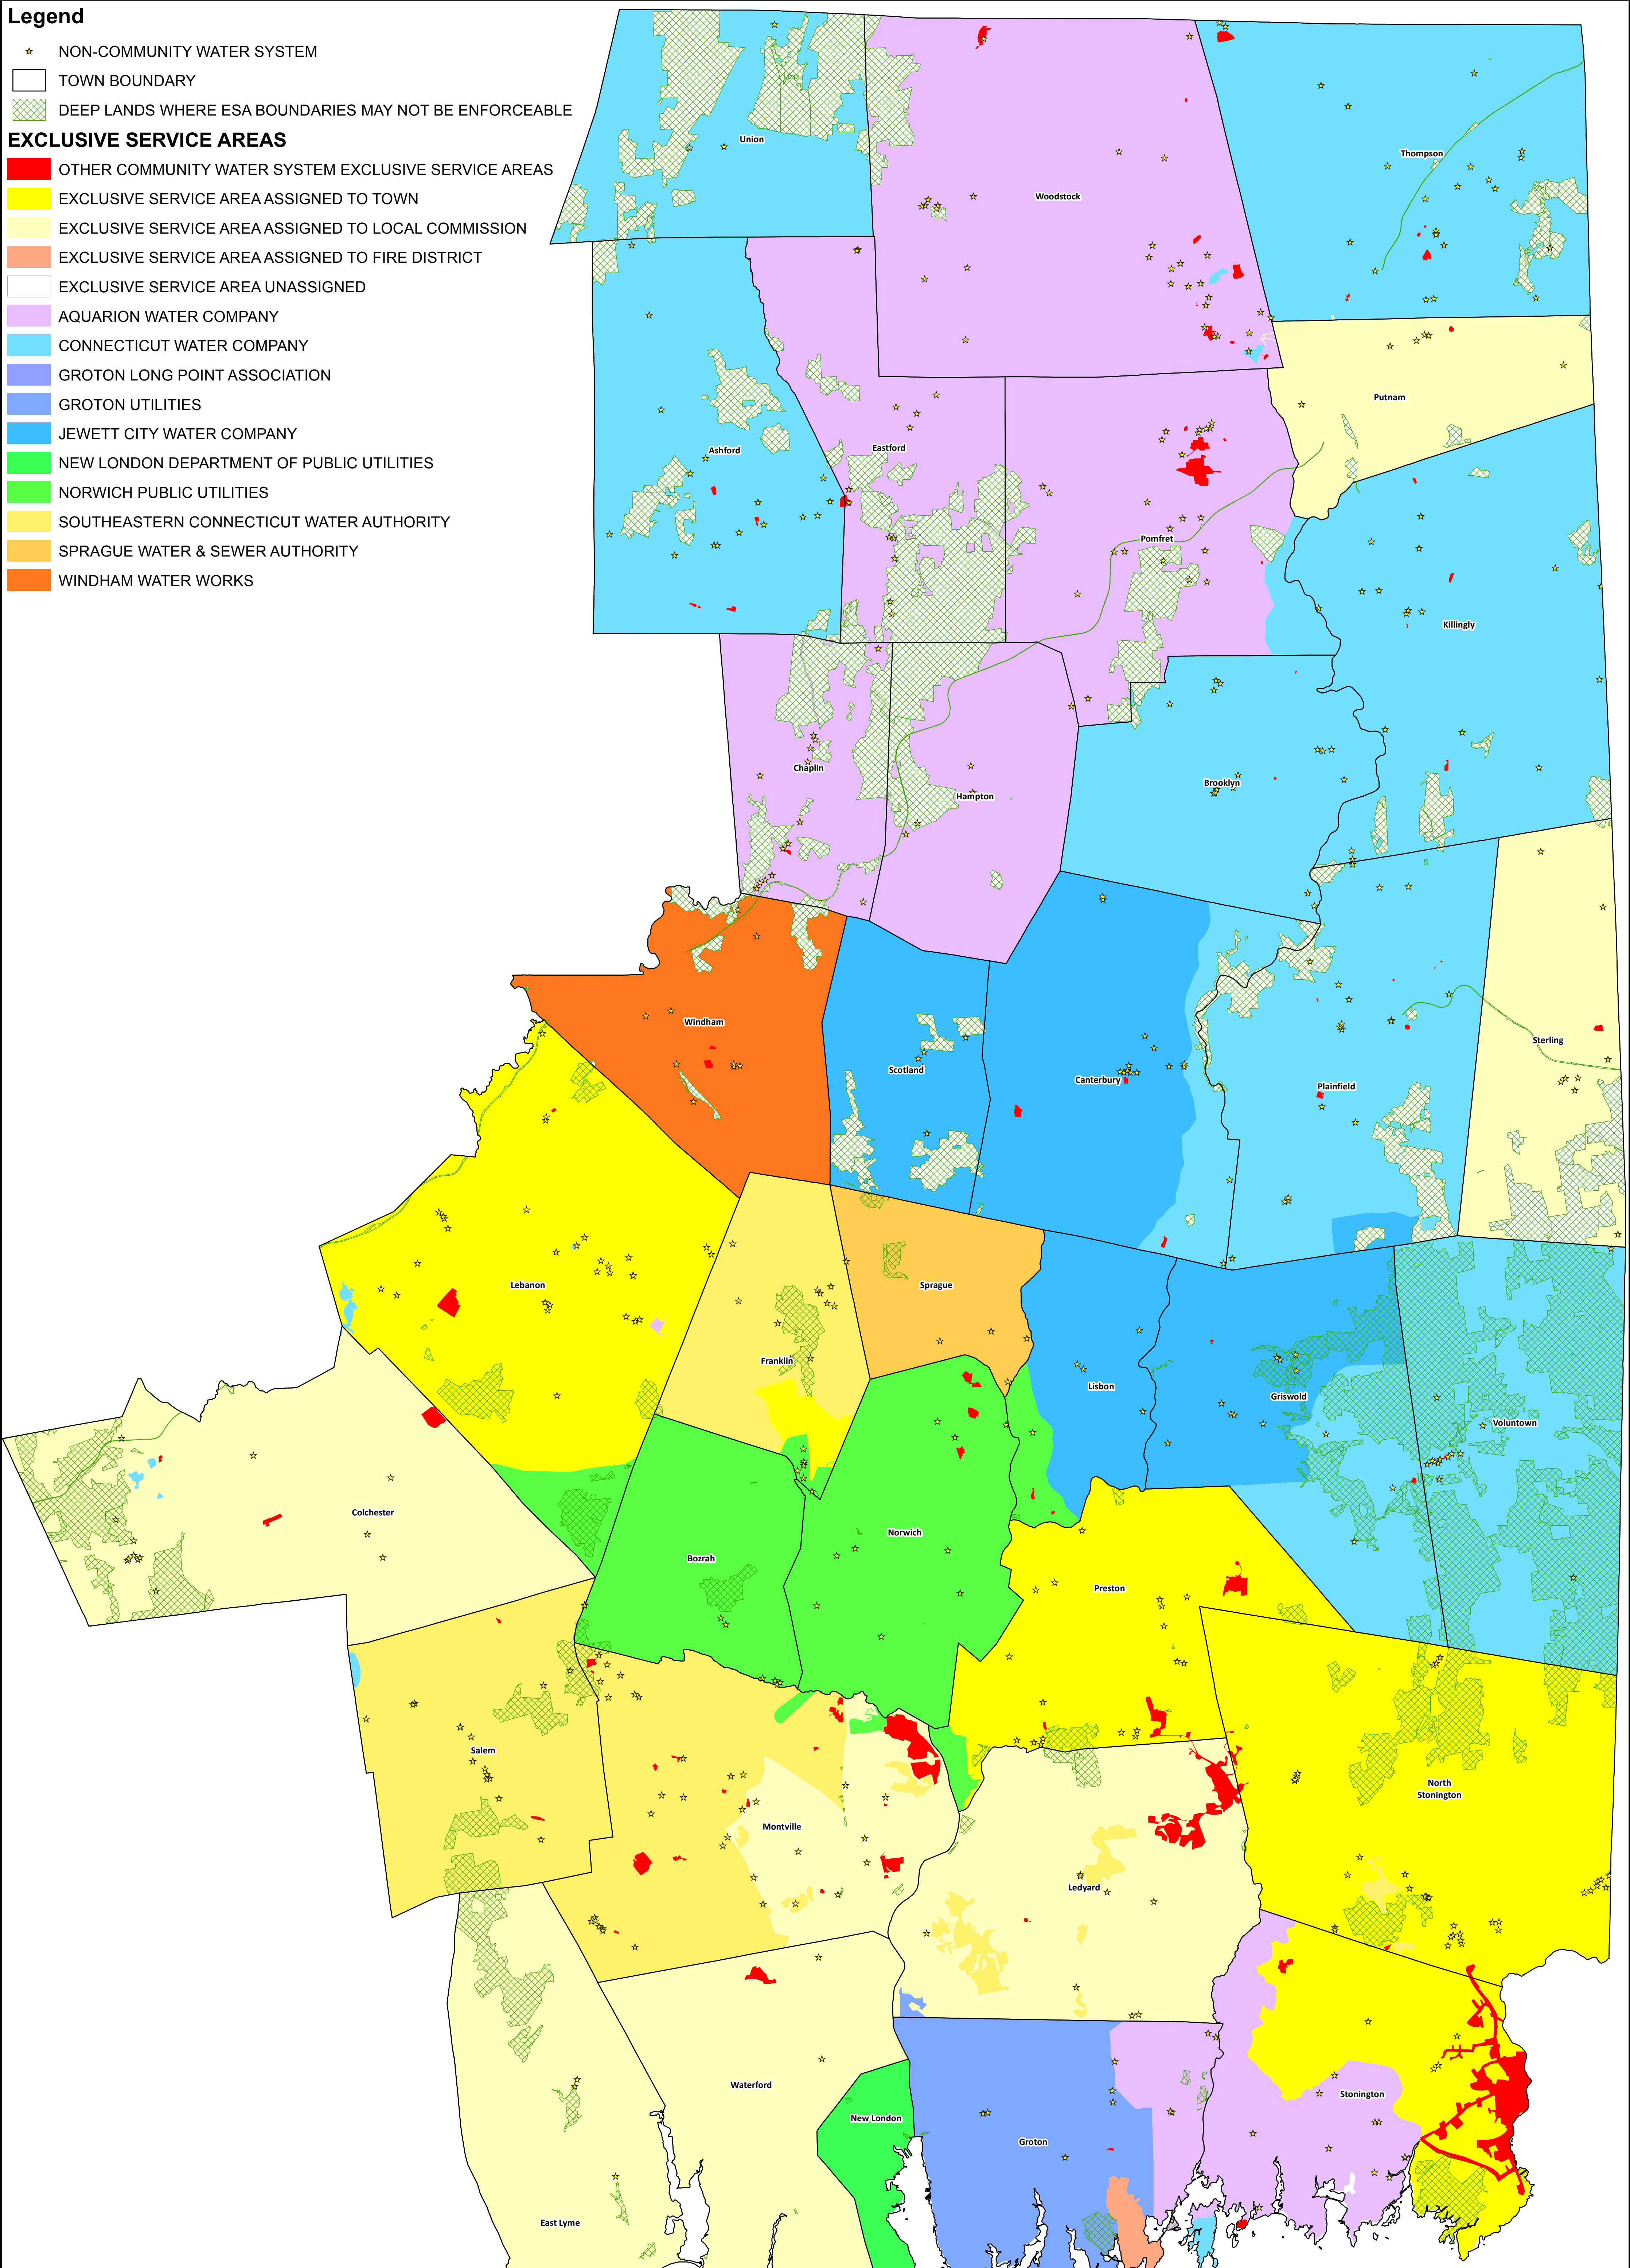 Legend
NON-COMMUNITY WATER SYSTEM
TOWN BOUNDARY
DEEP LANDS WHERE ESA BOUNDARIES MAY NOT BE ENFORCEABLE
EXCLUSIVE SERVICE AREAS
OTHER COMMUNITY WATER SYSTEM EXCLUSIVE SERVICE AREAS
EXCLUSIVE SERVICE AREA ASSIGNED TO TOWN
EXCLUSIVE SERVICE AREA ASSIGNED TO LOCAL COMMISSION
EXCLUSIVE SERVICE AREA ASSIGNED TO FIRE DISTRICT
EXCLUSIVE SERVICE AREA UNASSIGNED
AQUARION WATER COMPANY
CONNECTICUT WATER COMPANY
GROTON LONG POINT ASSOCIATION
GROTON UTILITIES
JEWETT CITY WATER COMPANY
NEW LONDON DEPARTMENT OF PUBLIC UTILITIES
NORWICH PUBLIC UTILITIES
SOUTHEASTERN CONNECTICUT WATER AUTHORITY
SPRAGUE WATER & SEWER AUTHORITY
WINDHAM WATER WORKS
Union
Thompson
Woodstock
Putnam
Ashford
Eastford
Pomfret
Killingly
Chaplin
Hampton
Brooklyn
Windham
Scotland
Canterbury
Plainfield
Sterling
Lebanon
Sprague
Franklin
Lisbon
Griswold
Voluntown
Colchester
Norwich
Bozrah
Preston
Salem
Montville
North
Stonington
Ledyard
Waterford
New London
Groton
Stonington
East Lyme